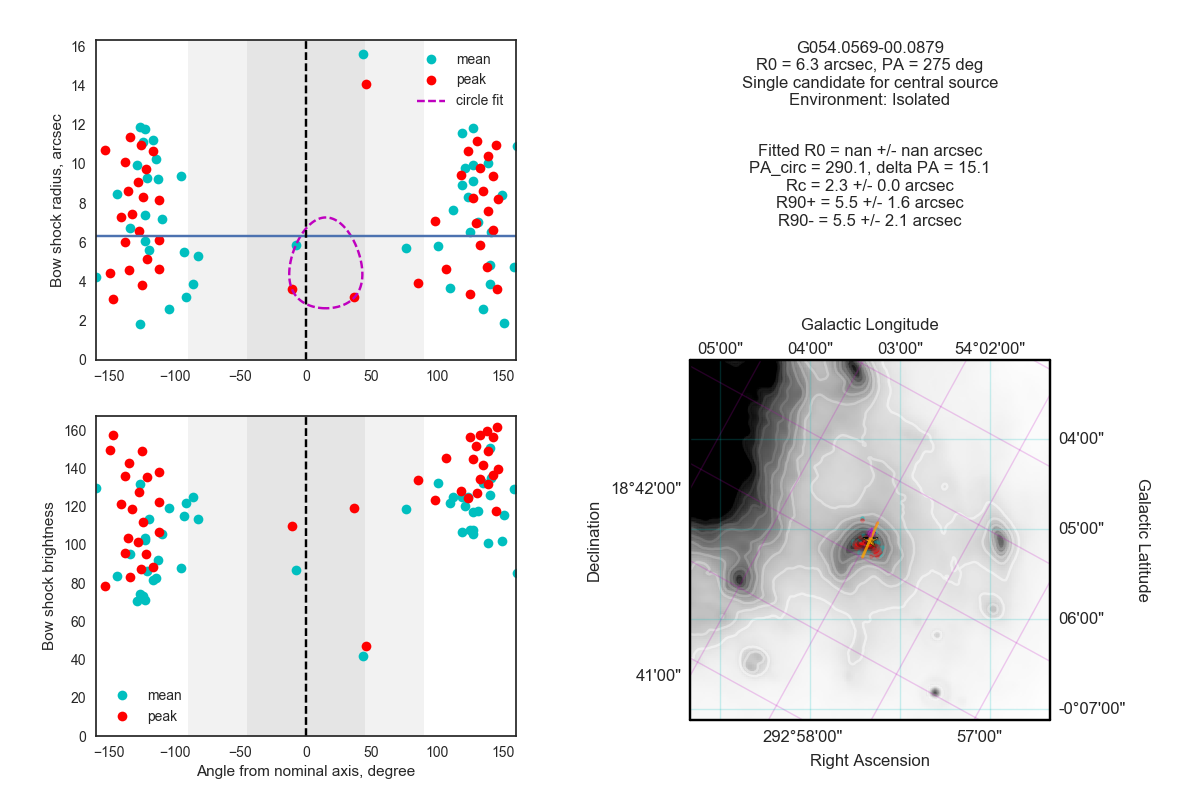 16
14
12
10
8
6
4
2
0
Bow shock radius, arcsec
mean
peak
circle fit
−150
−100
−50
0
50
100
150
160
140
120
100
80
60
40
20
0
Bow shock brightness
mean
peak
−150
−100
−50
0
50
100
150
Angle from nominal axis, degree
G054.0569-00.0879
R0 = 6.3 arcsec, PA = 275 deg
Single candidate for central source
Environment: Isolated
Fitted R0 = nan +/- nan arcsec
PA_circ = 290.1, delta PA = 15.1
Rc = 2.3 +/- 0.0 arcsec
R90+ = 5.5 +/- 1.6 arcsec
R90- = 5.5 +/- 2.1 arcsec
Galactic Longitude
05'00"
04'00"
03'00"
54°02'00"
18°42'00"
41'00"
Declination
04'00"
05'00"
06'00"
-0°07'00"
Galactic Latitude
292°58'00"
57'00"
Right Ascension